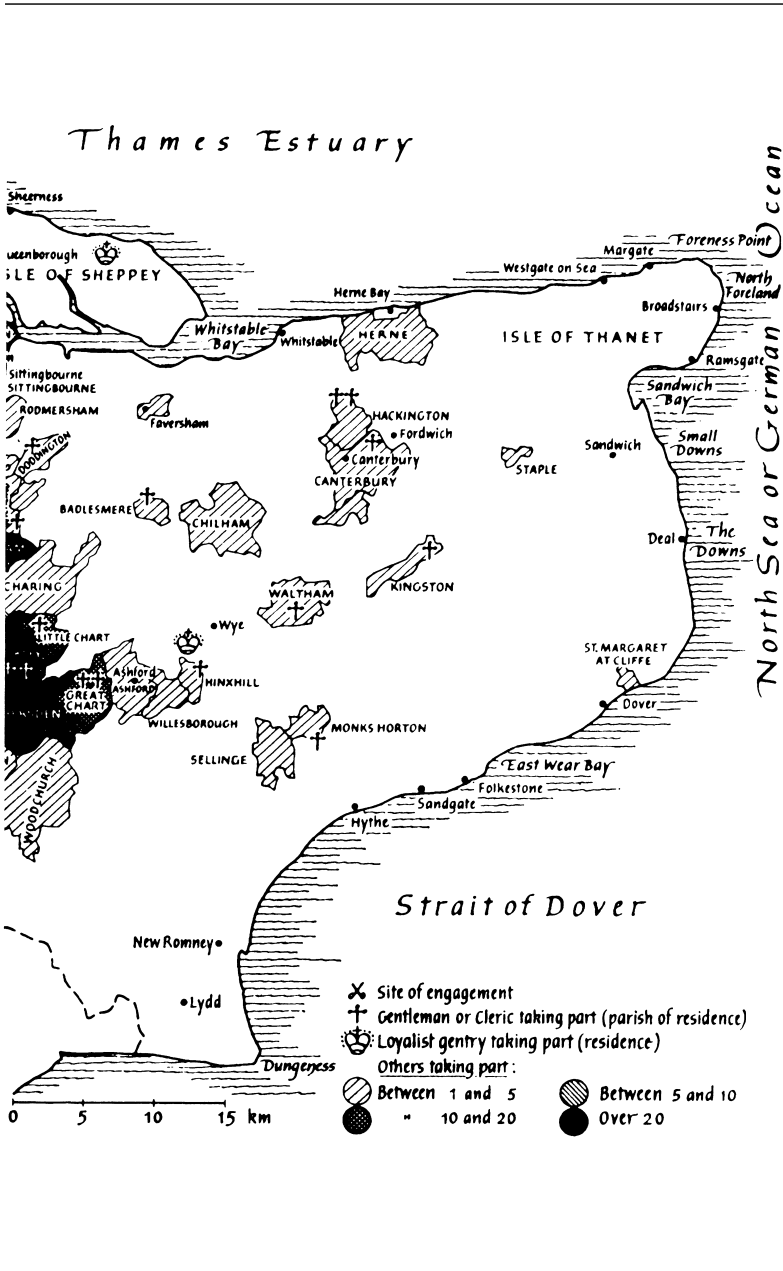 Thames Estuary
North Sea or German Ocean
Sheerness
ueenborough
SLE OF SHEPPEY
Foreness Point
Margate
Westgate on Sea
North
Foreland
Herne Bay
Broadstairs
Whitstable
Bay
Whitstable
HERNE
ISLE OF THANET
Ramsgate
Sittingbourne
SITTINGBOURNE
Sandwich
Bay
RODMERSHAM
Faversham
HACKINGTON
Fordwich
DODDINGTON
Small
Downs
Sandwich
Canterbury
STAPLE
CANTERBURY
BADLESMERE
CHILHAM
Deal
The
Downs
CHARING
WALTHAM
KINGSTON
Wye
LITTLE CHART
ST. MARGARET
AT CLIFFE
Ashford
ASHFORD
HINXHILL
GREAT
CHART
Dover
WILLESBOROUGH
MONKS HORTON
SELLINGE
East Wear Bay
WOODCHURCH
Folkestone
Sandgate
Hythe
Strait of Dover
New Romney
Lydd
Dungeness
Site of engagement
Gentleman or Cleric taking part (parish of residence)
Loyalist gentry taking part (residence)
Others taking part:
Between 1 and 5
Between 5 and 10
" 10 and 20
Over 20
0 5 10 15 km